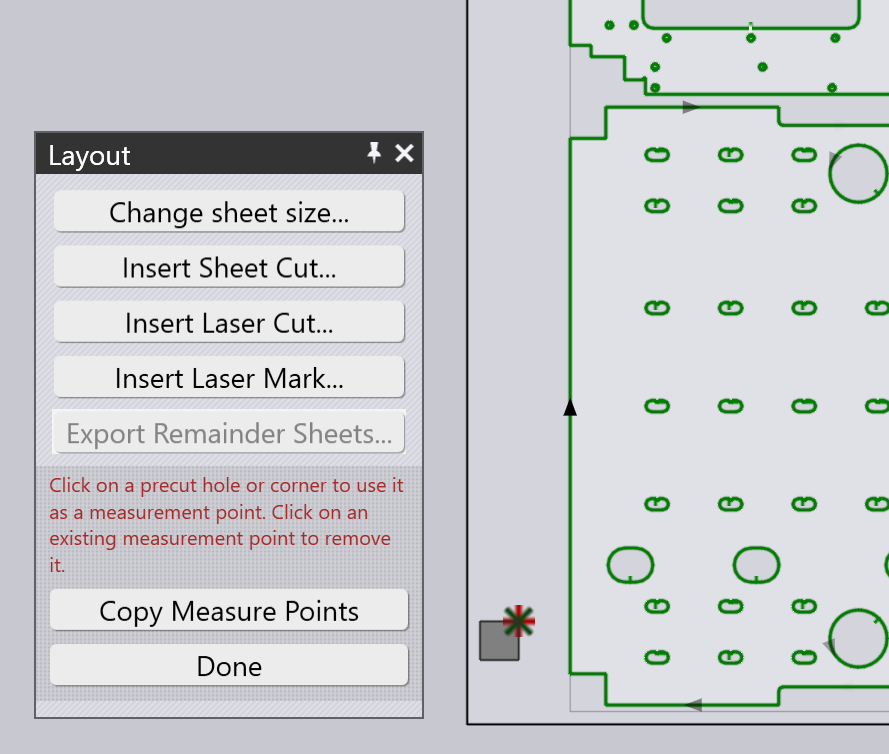 Layout
Change sheet size...
Insert Sheet Cut...
Insert Laser Cut...
Insert Laser Mark...
Export Remainder Sheets...
Click on a precut hole or corner to use it
as a measurement point. Click on an
existing measurement point to remove
it.
Copy Measure Points
Done